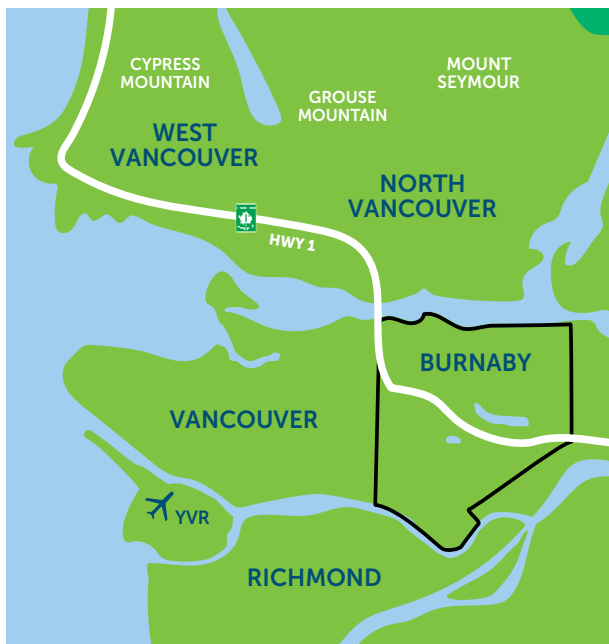 CYPRESS
MOUNTAIN
MOUNT
SEYMOUR
GROUSE
MOUNTAIN
WEST
VANCOUVER
NORTH
VANCOUVER
HWY 1
BURNABY
VANCOUVER
YVR
RICHMOND